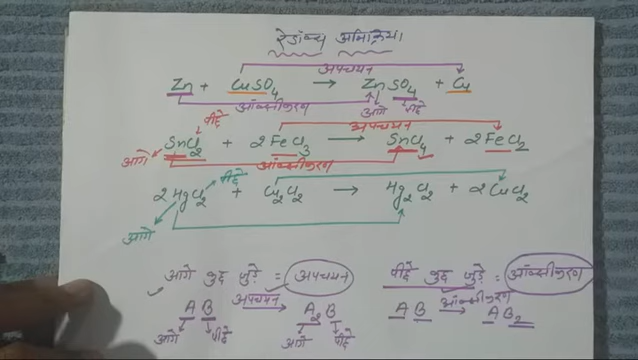 रेडॉक्स अभिक्रिया
अपचयन
Zn + CuSO₄ → ZnSO₄ + Cu
ऑक्सीकरण आगे पीछे
पीछे अपचयन
SnCl₂ + 2FeCl₃ → SnCl₄ + 2FeCl₂
आगे ऑक्सीकरण
पीछे
2HgCl₂ + Cu₂Cl₂ → Hg₂Cl₂ + 2CuCl₂
आगे
आगे कुछ जुड़े = अपचयन पीछे कुछ जुड़े = ऑक्सीकरण
AB अपचयन → A₂B AB ऑक्सीकरण → AB₂
आगे पीछे आगे पीछे